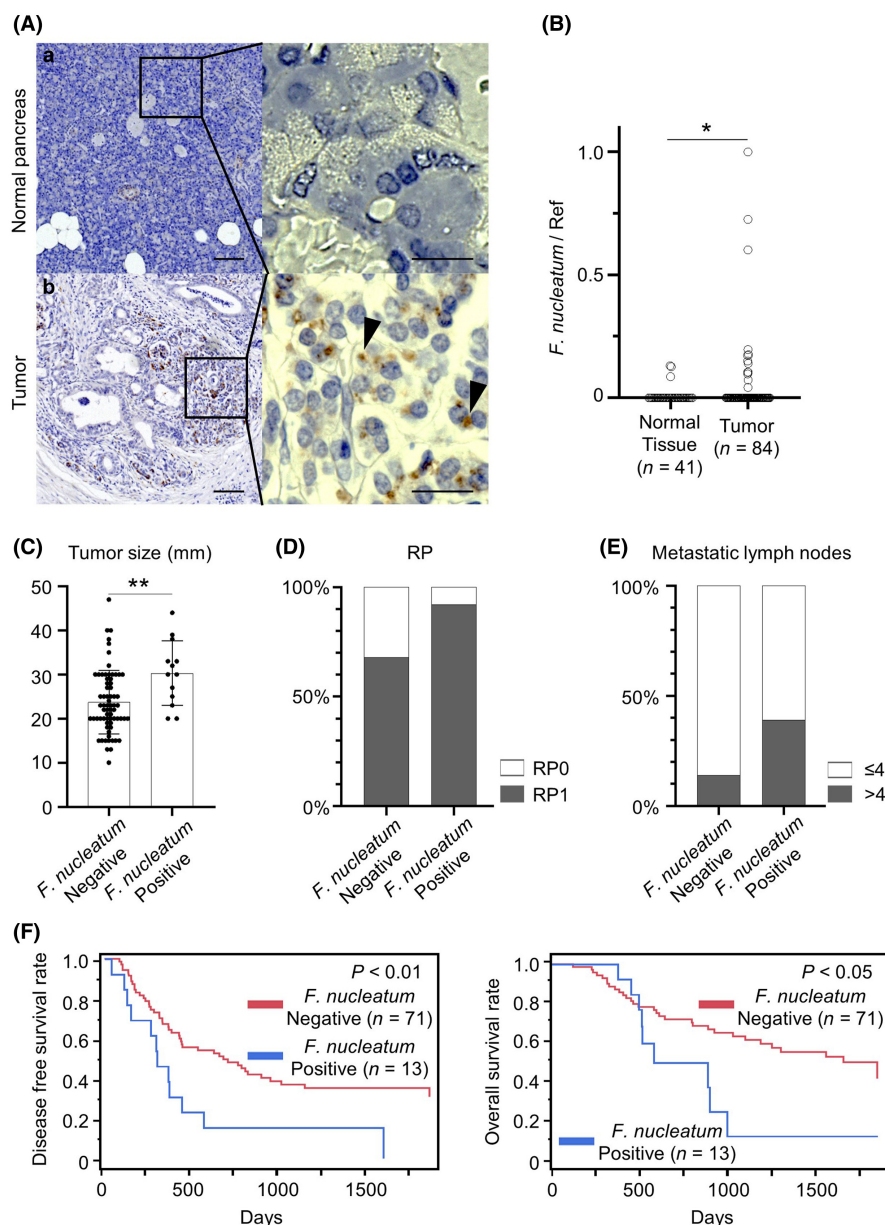 (A)
a
Normal pancreas
b
Tumor
(B)
*
F. nucleatum / Ref
1.0
0.5
0
Normal
Tissue
(n = 41)
Tumor
(n = 84)
(C)
Tumor size (mm)
**
50
40
30
20
10
0
F. nucleatum
Negative
F. nucleatum
Positive
(D)
RP
100%
50%
0%
RP0
RP1
F. nucleatum
Negative
F. nucleatum
Positive
(E)
Metastatic lymph nodes
100%
50%
0%
≤4
>4
F. nucleatum
Negative
F. nucleatum
Positive
(F)
Disease free survival rate
1.0
0.8
0.6
0.4
0.2
0
P < 0.01
F. nucleatum
Negative (n = 71)
F. nucleatum
Positive (n = 13)
0
500
1000
1500
Days
Overall survival rate
1.0
0.8
0.6
0.4
0.2
0
P < 0.05
F. nucleatum
Negative (n = 71)
F. nucleatum
Positive (n = 13)
0
500
1000
1500
Days